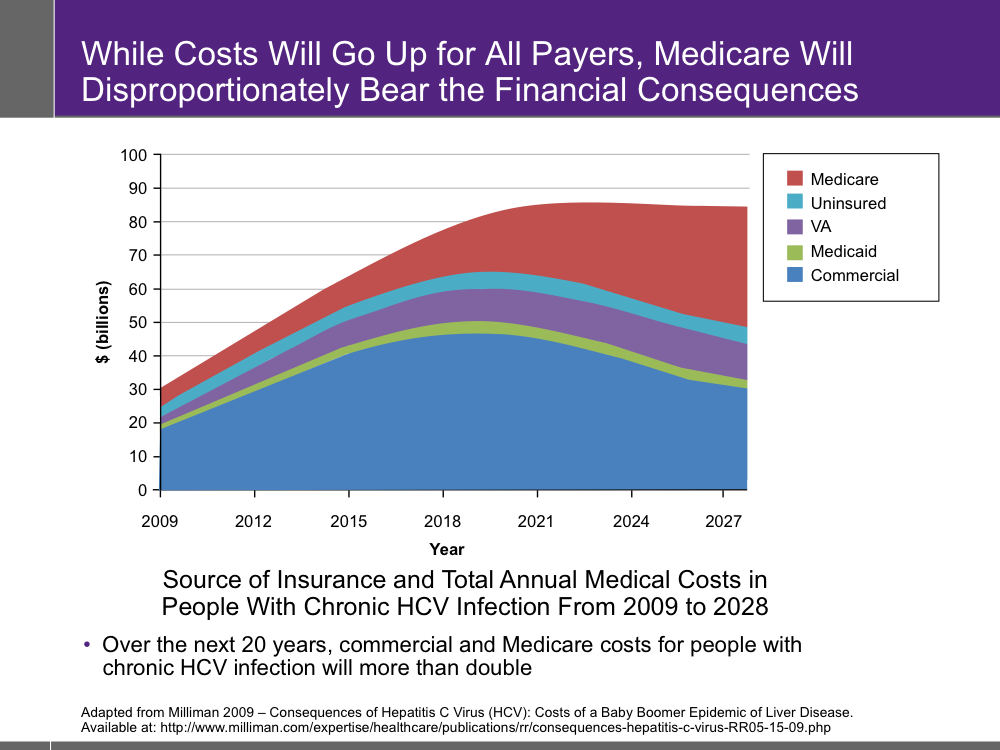 While Costs Will Go Up for All Payers, Medicare Will
Disproportionately Bear the Financial Consequences
100
90
80
70
60
50
40
30
20
10
0
$ (billions)
2009 2012 2015 2018 2021 2024 2027
Year
Medicare
Uninsured
VA
Medicaid
Commercial
Source of Insurance and Total Annual Medical Costs in
People With Chronic HCV Infection From 2009 to 2028
• Over the next 20 years, commercial and Medicare costs for people with
chronic HCV infection will more than double
Adapted from Milliman 2009 – Consequences of Hepatitis C Virus (HCV): Costs of a Baby Boomer Epidemic of Liver Disease.
Available at: http://www.milliman.com/expertise/healthcare/publications/rr/consequences-hepatitis-c-virus-RR05-15-09.php